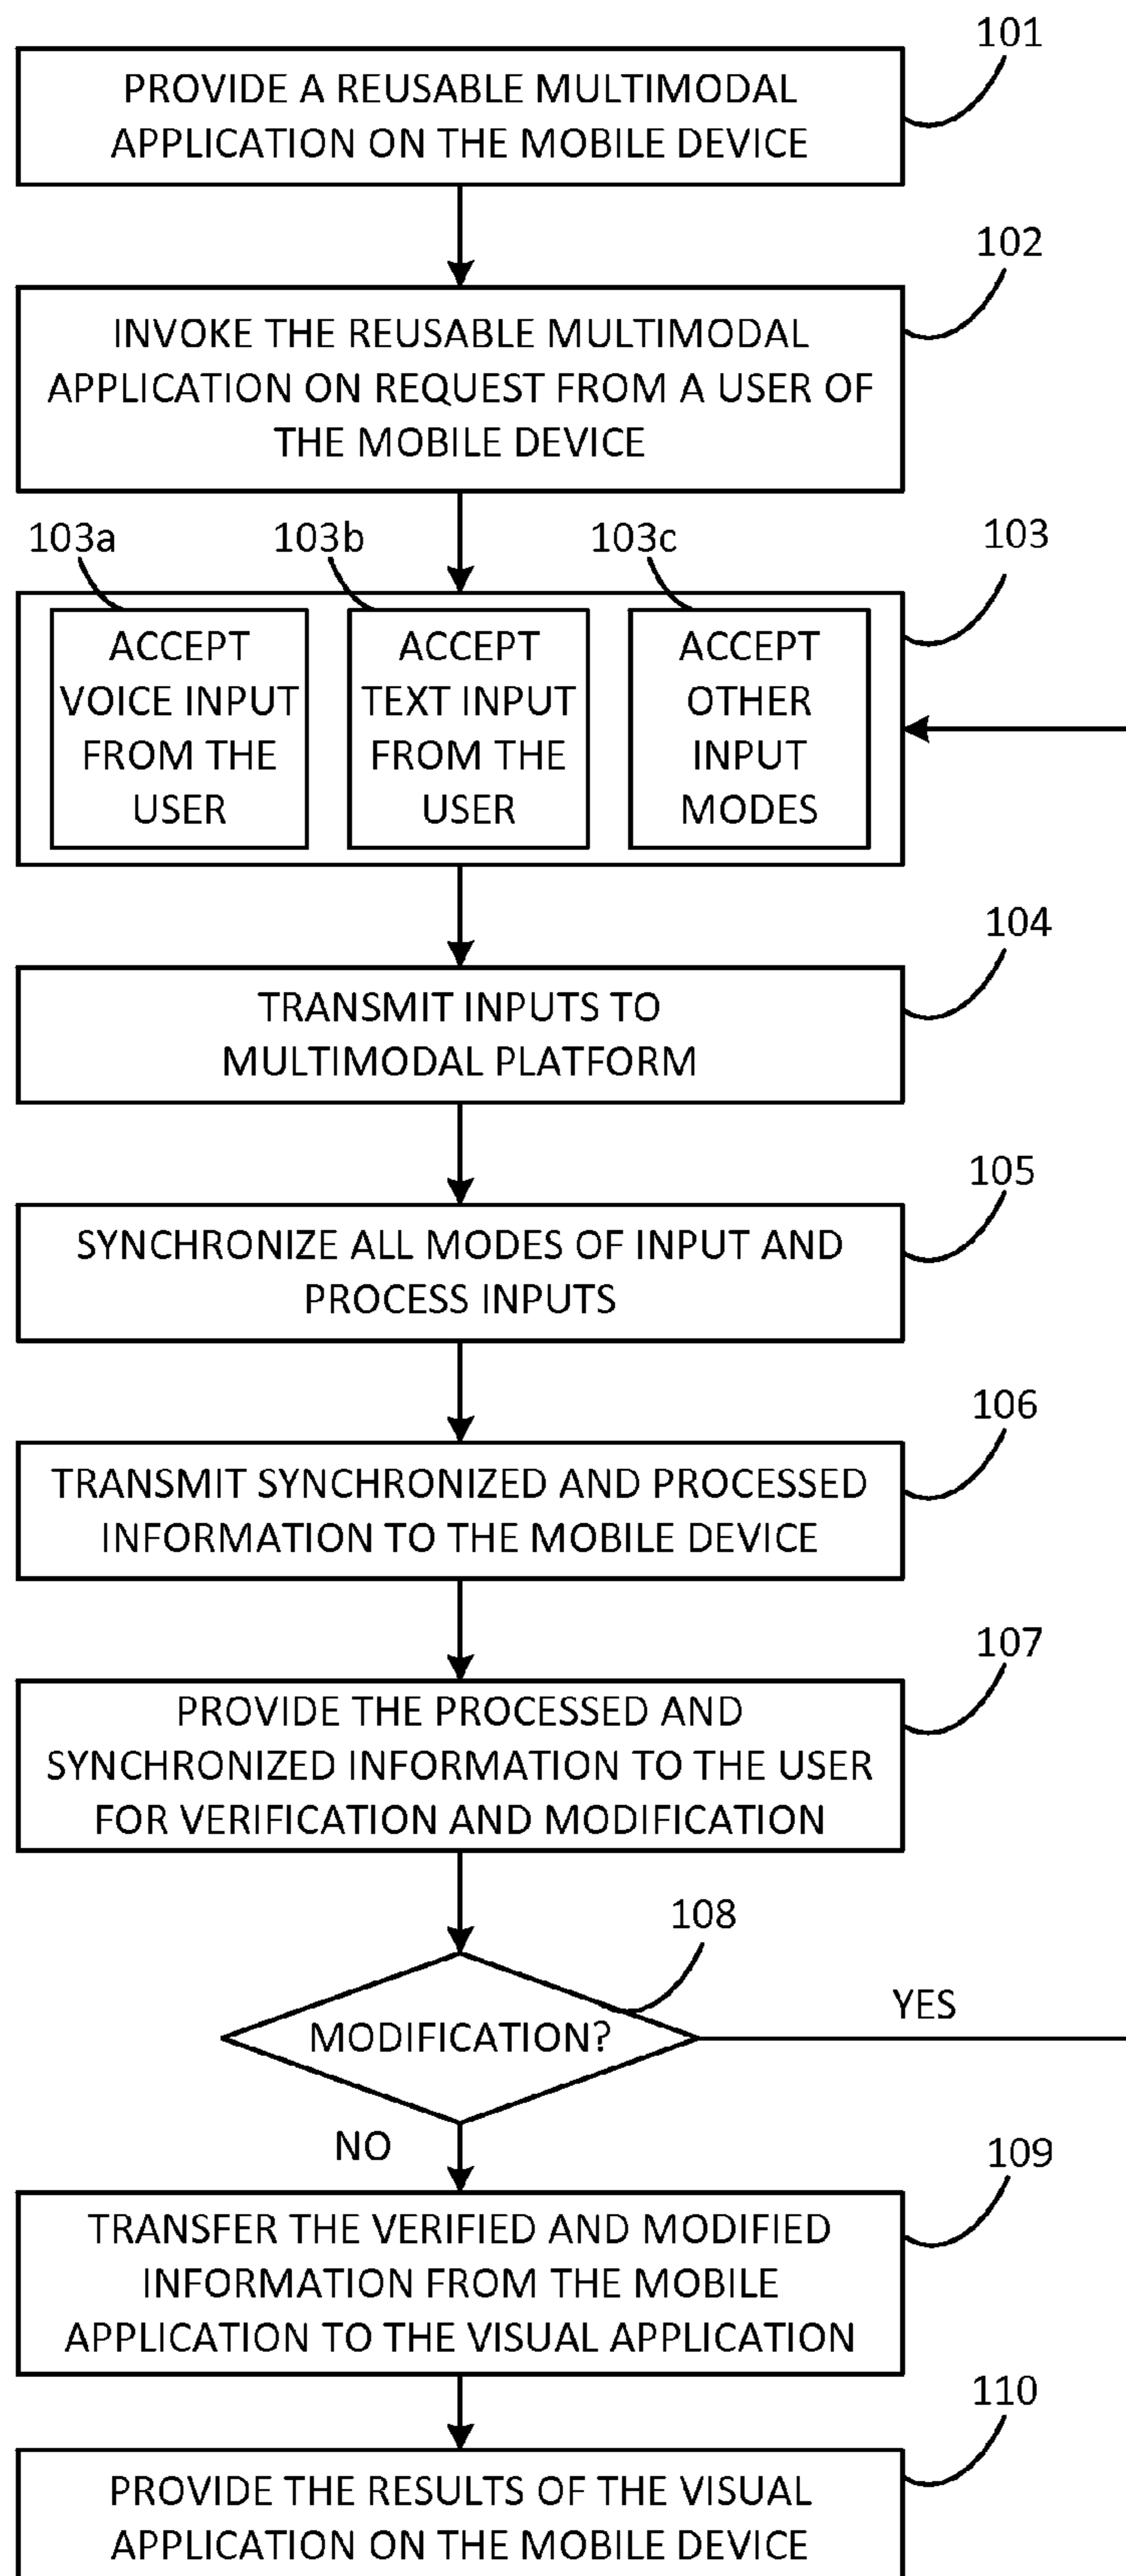 101
PROVIDE A REUSABLE MULTIMODAL
APPLICATION ON THE MOBILE DEVICE
102
INVOKE THE REUSABLE MULTIMODAL
APPLICATION ON REQUEST FROM A USER OF
THE MOBILE DEVICE
103a
103b
103c
103
ACCEPT
VOICE INPUT
FROM THE
USER
ACCEPT
TEXT INPUT
FROM THE
USER
ACCEPT
OTHER
INPUT
MODES
104
TRANSMIT INPUTS TO
MULTIMODAL PLATFORM
105
SYNCHRONIZE ALL MODES OF INPUT AND
PROCESS INPUTS
106
TRANSMIT SYNCHRONIZED AND PROCESSED
INFORMATION TO THE MOBILE DEVICE
107
PROVIDE THE PROCESSED AND
SYNCHRONIZED INFORMATION TO THE USER
FOR VERIFICATION AND MODIFICATION
108
MODIFICATION?
YES
NO
109
TRANSFER THE VERIFIED AND MODIFIED
INFORMATION FROM THE MOBILE
APPLICATION TO THE VISUAL APPLICATION
110
PROVIDE THE RESULTS OF THE VISUAL
APPLICATION ON THE MOBILE DEVICE